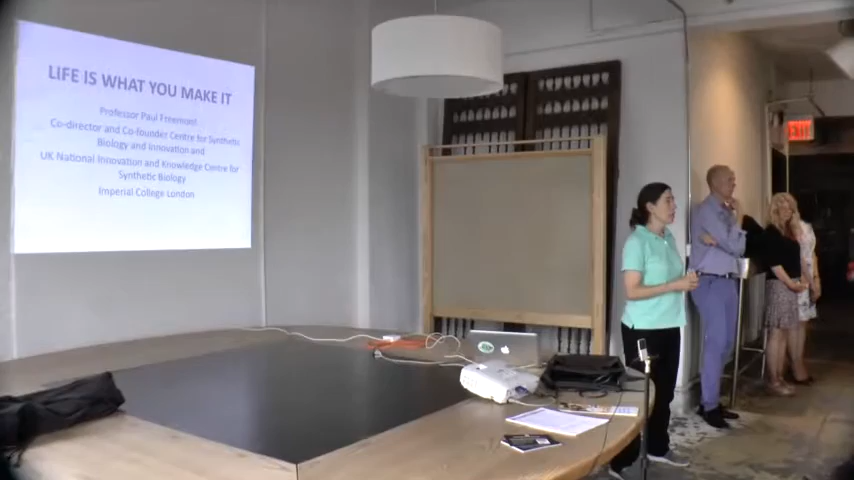 LIFE IS WHAT YOU MAKE IT
Professor Paul Freemont
Co-director and Co-founder Centre for Synthetic
Biology and Innovation and
UK National Innovation and Knowledge Centre for
Synthetic Biology
Imperial College London
EXIT